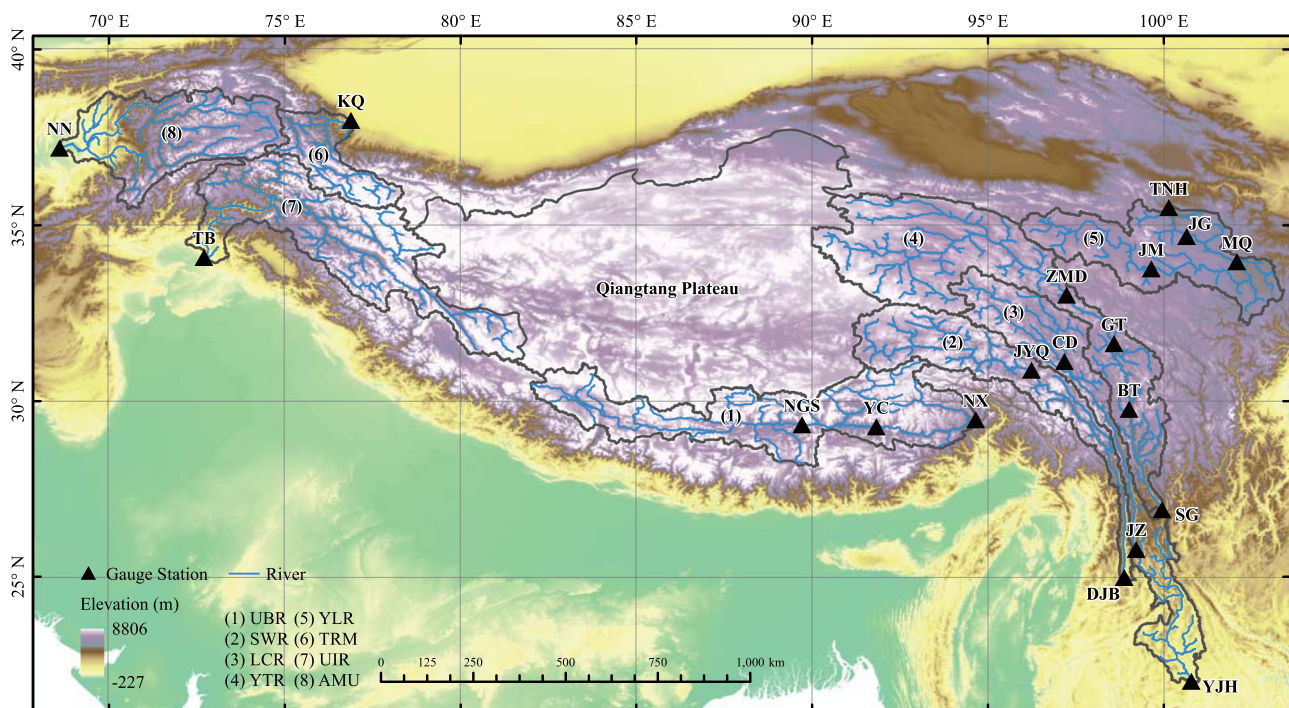 70° E 75° E 80° E 85° E 90° E 95° E 100° E
40° N
35° N
30° N
25° N
KQ
NN
(8)
(6)
TNH
(7)
JG
TB
(4)
(5)
MQ
JM
ZMD
Qiangtang Plateau
(3)
GT
(2)
JYQ
CD
BT
(1)
NGS
YC
NX
SG
JZ
DJB
YJH
Gauge Station
River
Elevation (m)
8806
-227
(1) UBR (5) YLR
(2) SWR (6) TRM
(3) LCR (7) UIR
(4) YTR (8) AMU
0 125 250 500 750 1,000 km